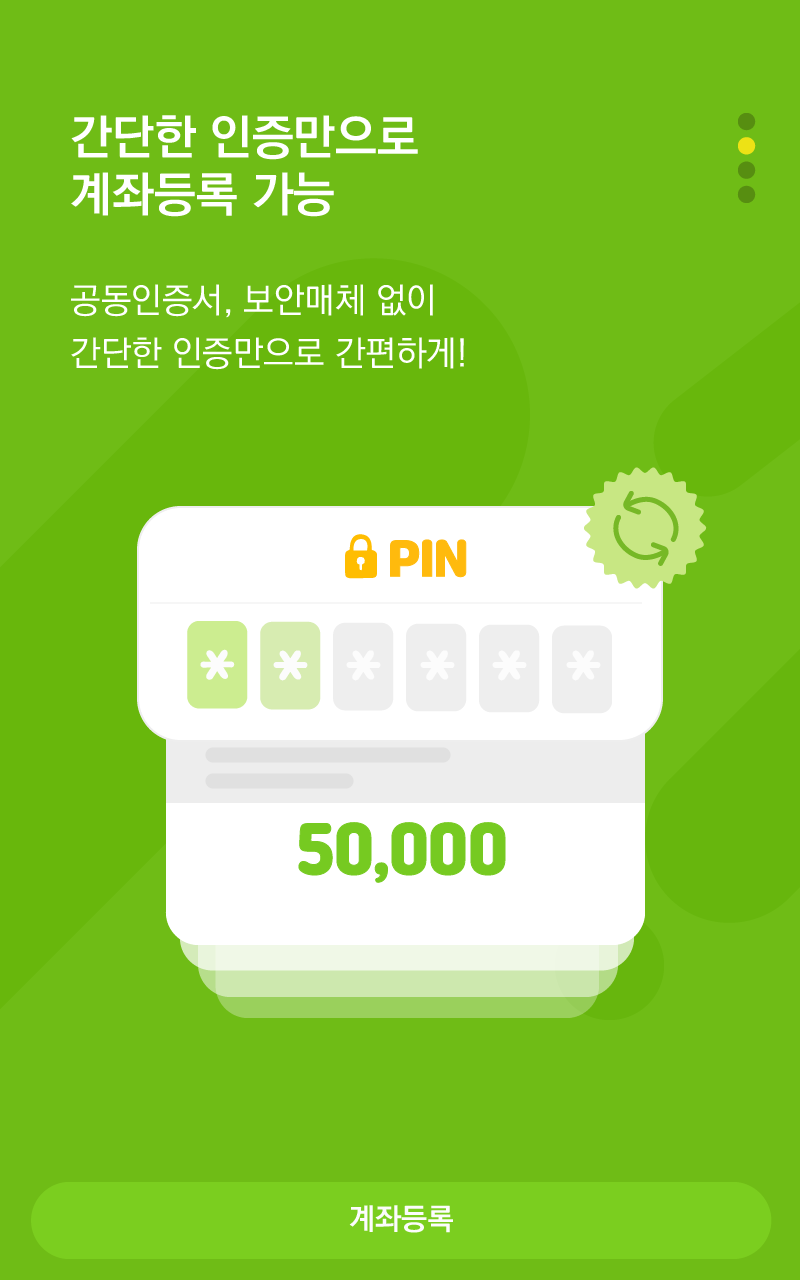 간단한 인증만으로
계좌등록 가능
공동인증서, 보안매체 없이
간단한 인증만으로 간편하게!
PIN
* * * * * *
50,000
계좌등록